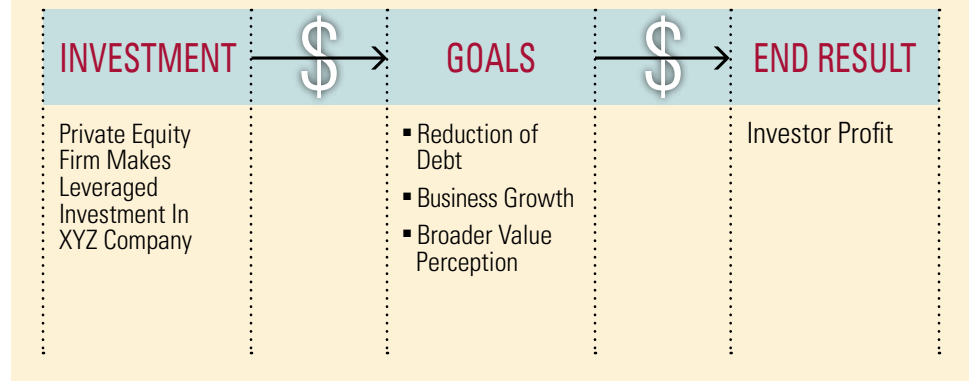 INVESTMENT $ GOALS $ END RESULT
Private Equity
Firm Makes
Leveraged
Investment In
XYZ Company
▪ Reduction of
Debt
▪ Business Growth
▪ Broader Value
Perception
Investor Profit